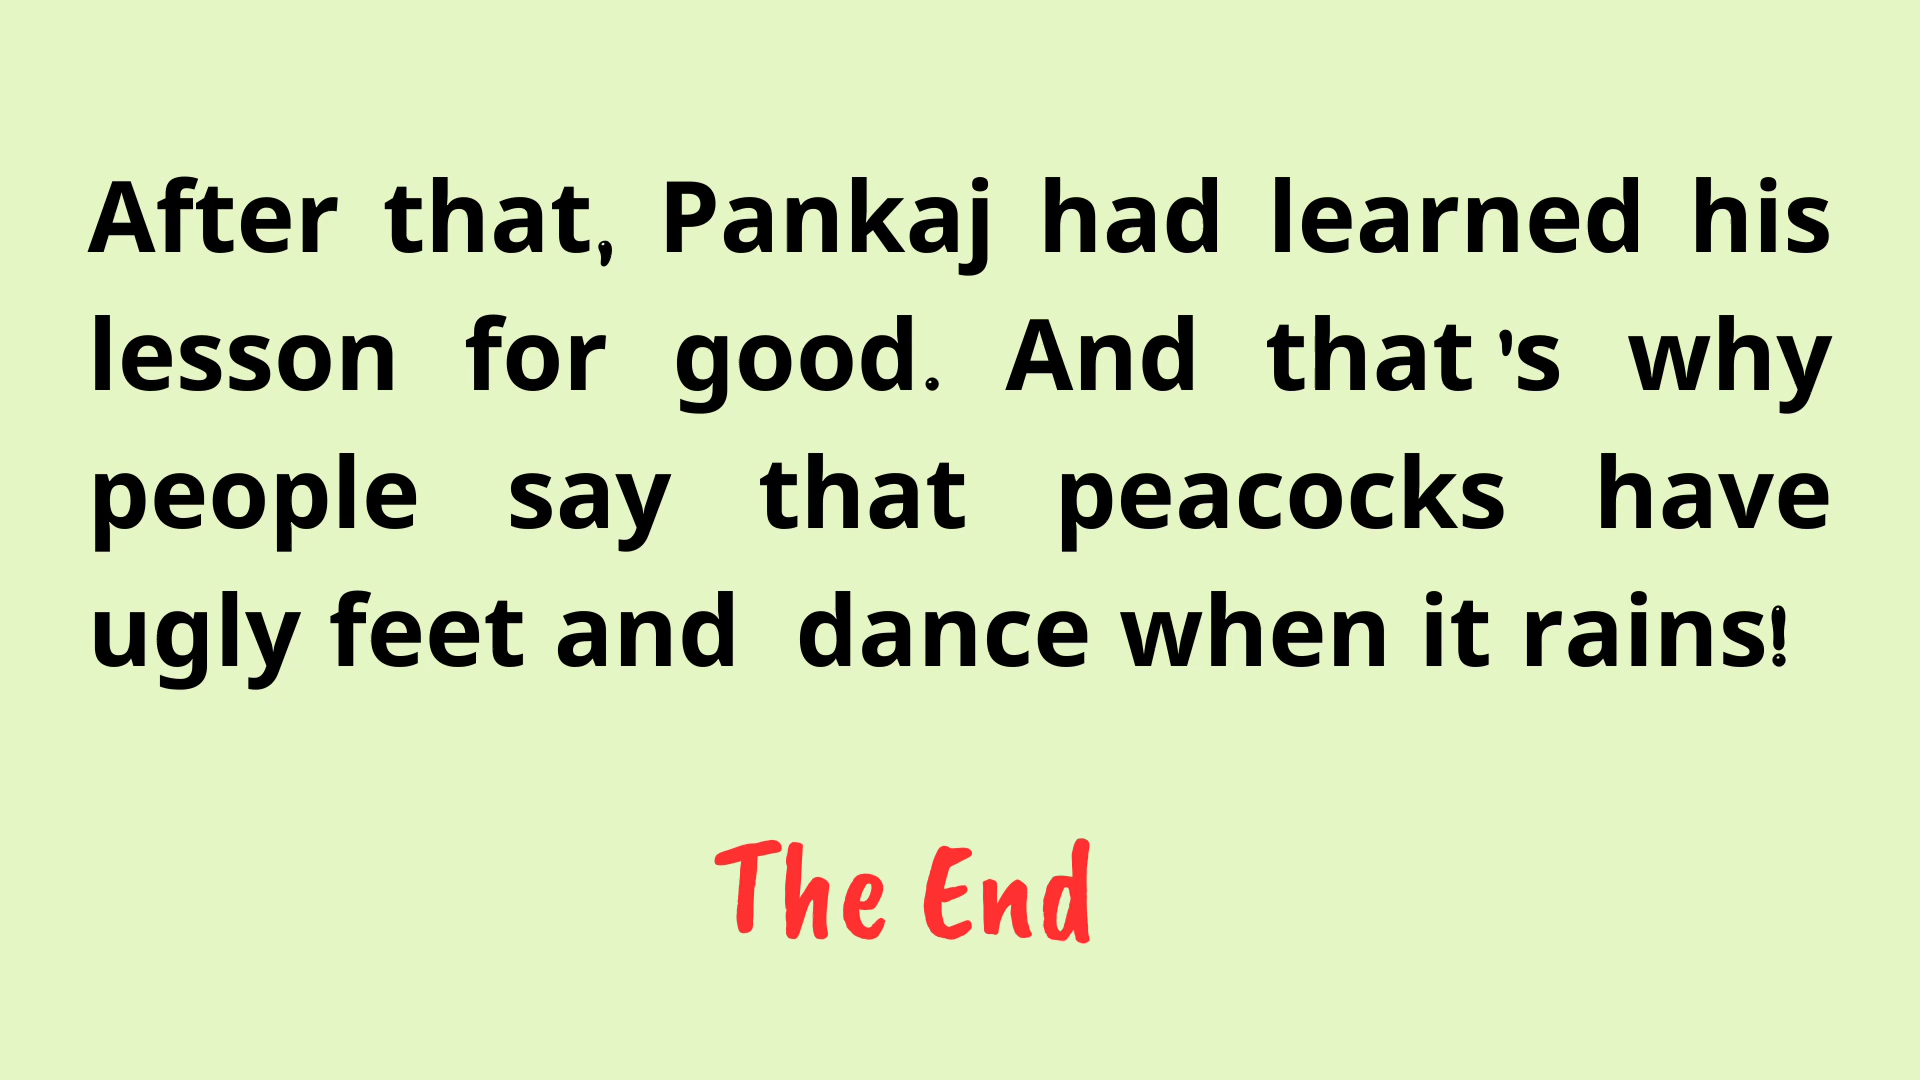 After that, Pankaj had learned his
lesson for good. And that 's why
people say that peacocks have
ugly feet and  dance when it rains!
The End